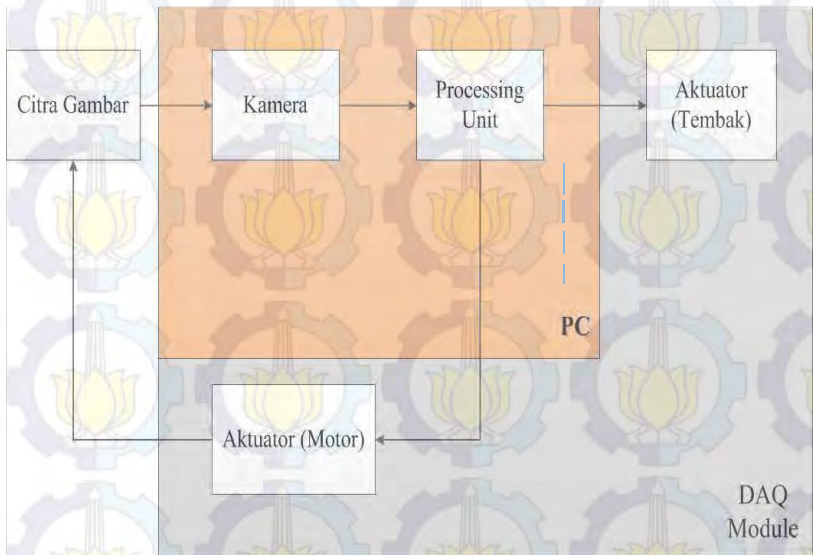 Citra Gambar
Kamera
Processing
Unit
Aktuator
(Tembak)
PC
Aktuator (Motor)
DAQ
Module